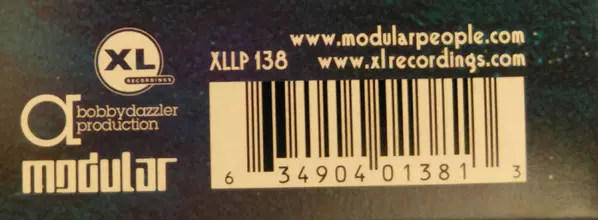 XL
RECORDINGS
bobbydazzler
production
modular
XLLP 138
www.modularpeople.com
www.xlrecordings.com
6 34904 01381 3